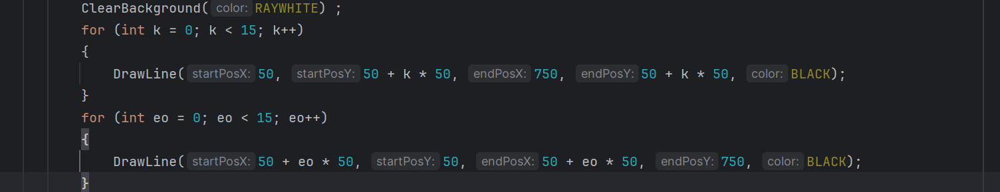 ClearBackground( color: RAYWHITE) ;
for (int k = 0; k < 15; k++)
{
DrawLine( startPosX: 50, startPosY: 50 + k * 50, endPosX: 750, endPosY: 50 + k * 50, color: BLACK);
}
for (int eo = 0; eo < 15; eo++)
{
DrawLine( startPosX: 50 + eo * 50, startPosY: 50, endPosX: 50 + eo * 50, endPosY: 750, color: BLACK);
}